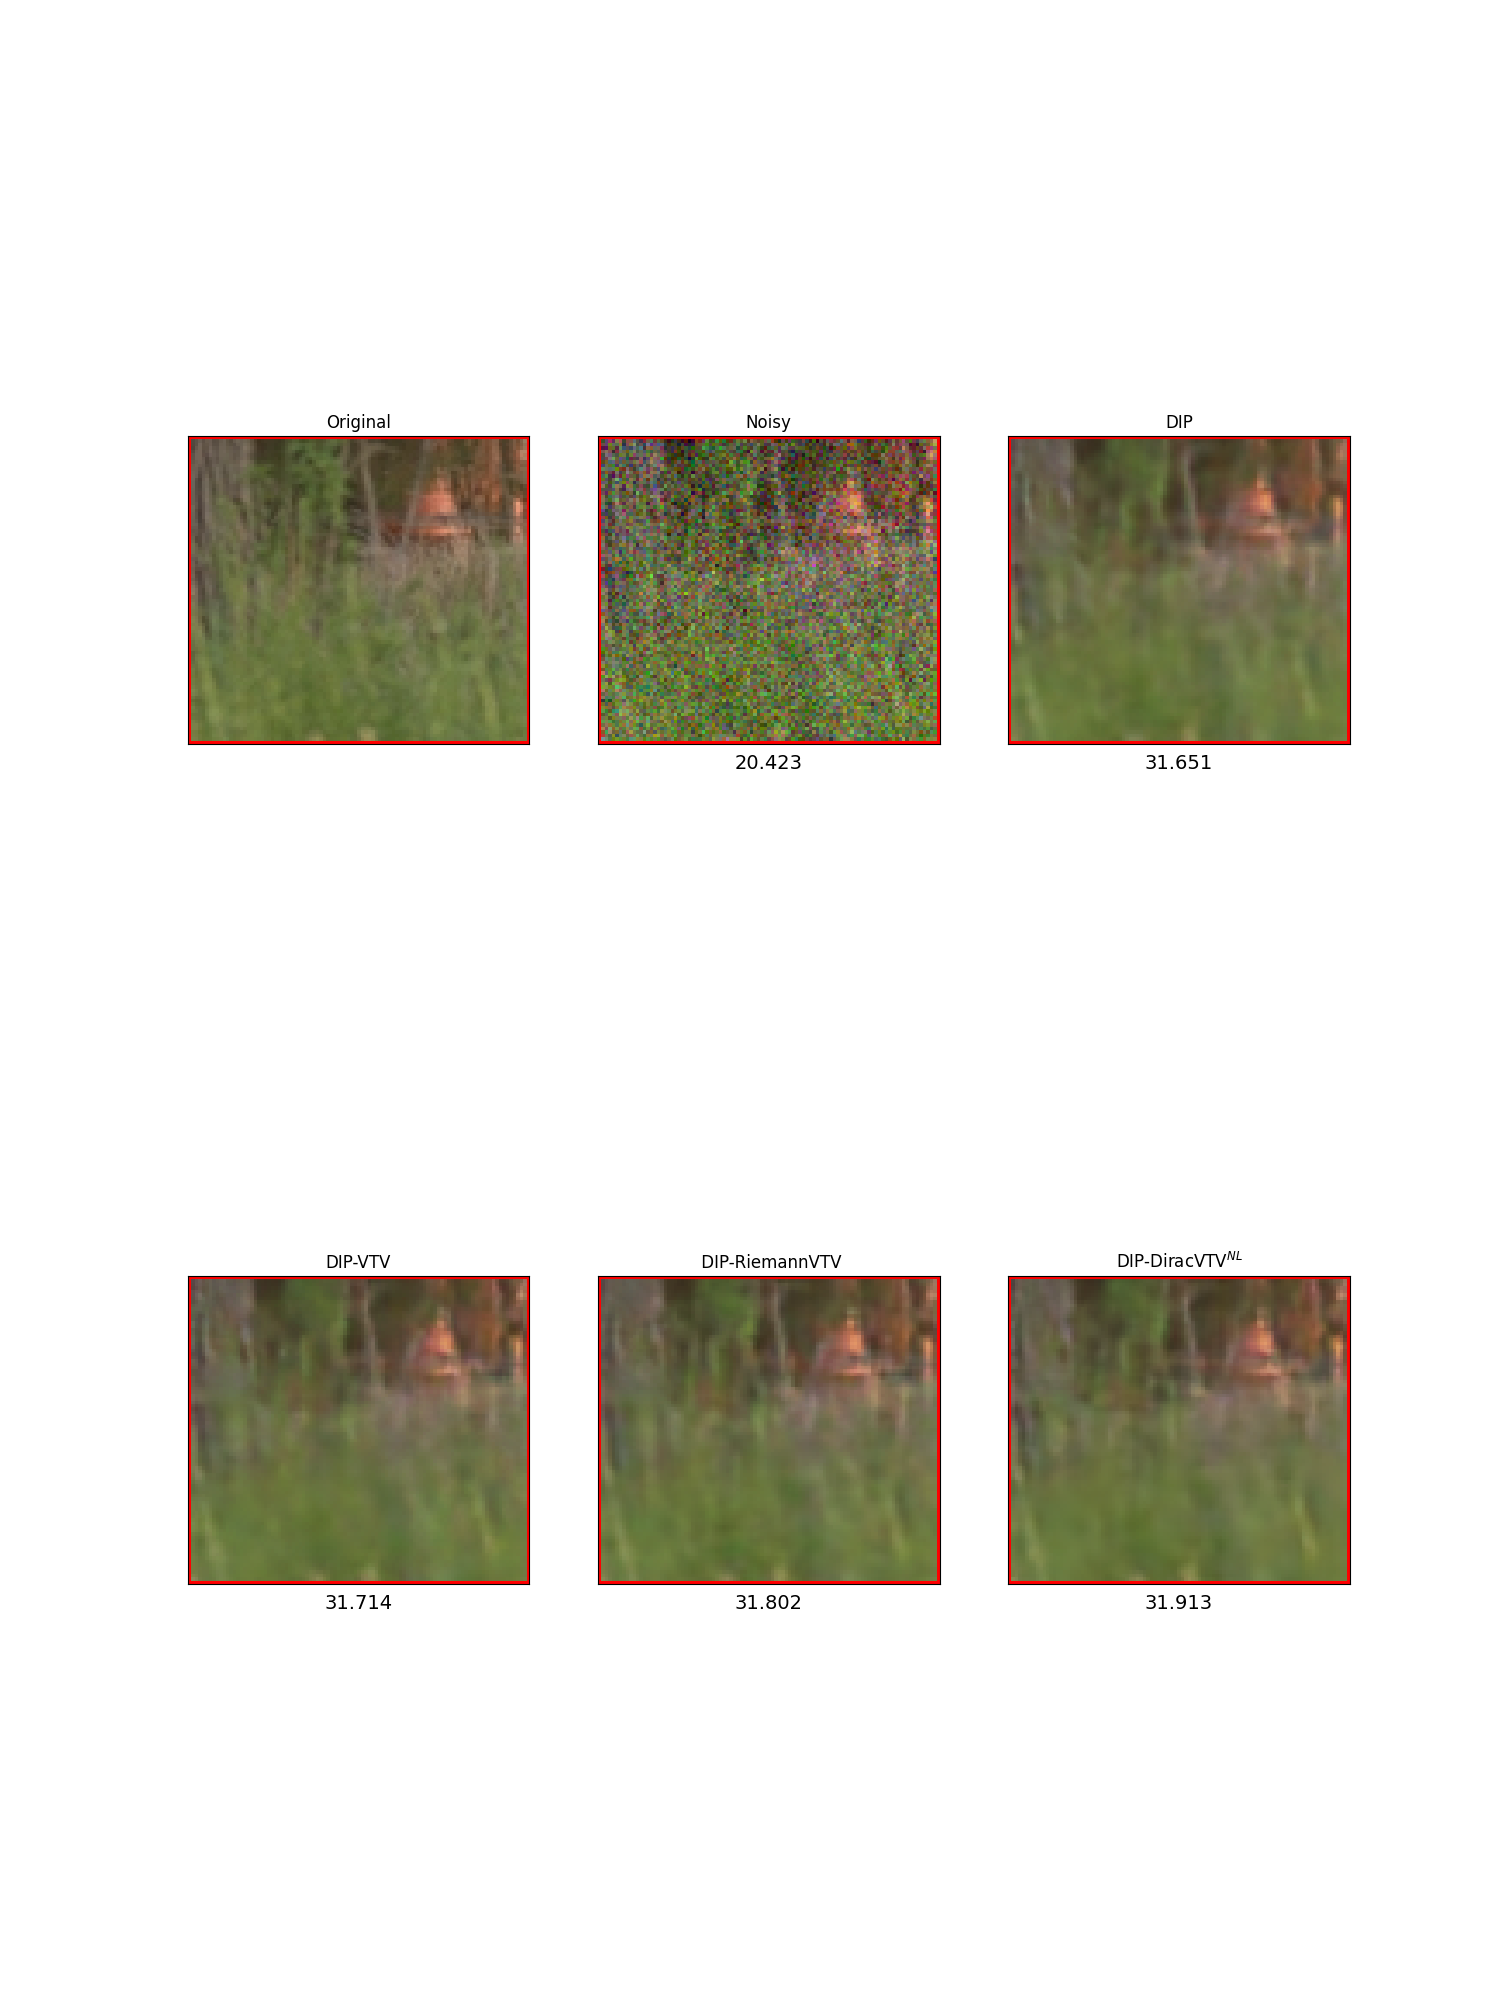 Original
Noisy
DIP
20.423
31.651
DIP-VTV
DIP-RiemannVTV
DIP-DiracVTV^{NL}
31.714
31.802
31.913